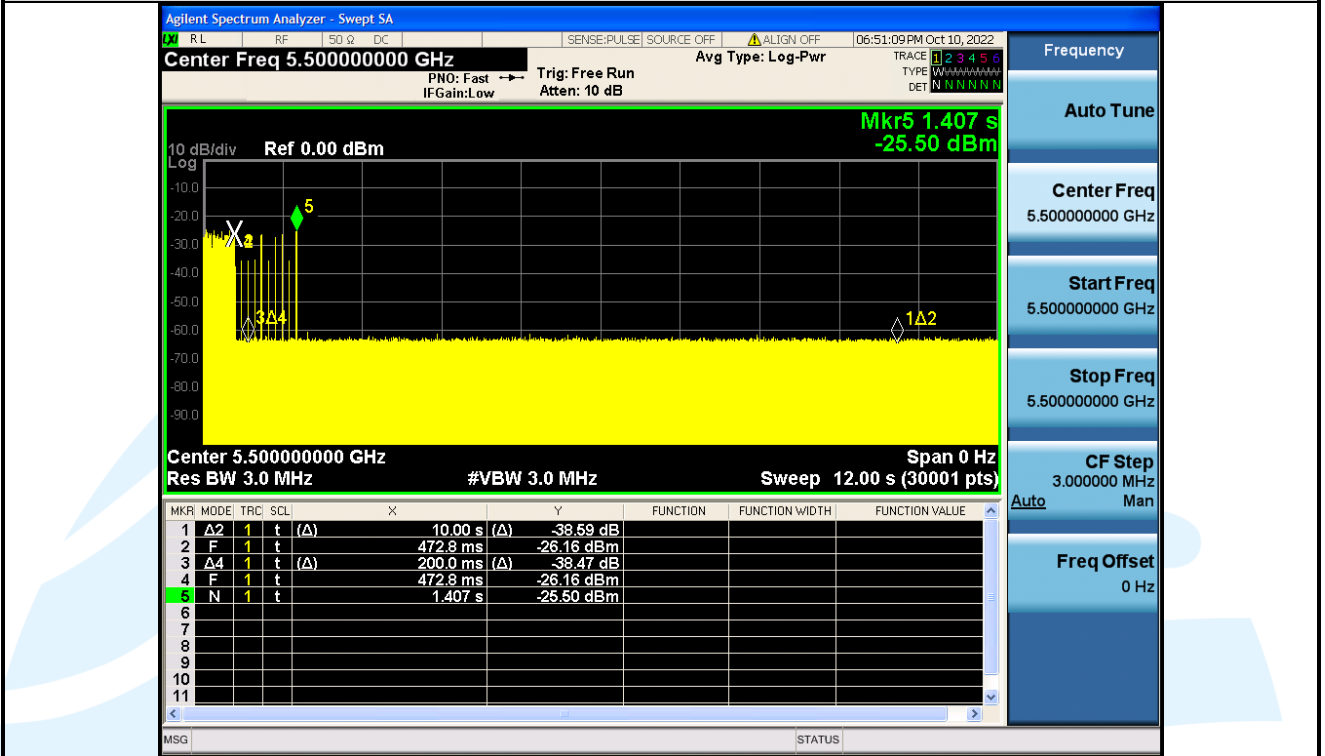 Agilent Spectrum Analyzer - Swept SA
LXI RL RF 50 Ω DC SENSE:PULSE SOURCE OFF ALIGN OFF 06:51:09 PM Oct 10, 2022
Center Freq 5.500000000 GHz
PNO: Fast
IFGain:Low
Trig: Free Run
Atten: 10 dB
Avg Type: Log-Pwr
TRACE 1 2 3 4 5 6
TYPE WWWWWW
DET N N N N N N
Mkr5 1.407 s
-25.50 dBm
10 dB/div Ref 0.00 dBm
Log
-10.0
-20.0
-30.0
-40.0
-50.0
-60.0
-70.0
-80.0
-90.0
5
3Δ4
1Δ2
Center 5.500000000 GHz Span 0 Hz
Res BW 3.0 MHz #VBW 3.0 MHz Sweep 12.00 s (30001 pts)
MKR MODE TRC SCL X Y FUNCTION FUNCTION WIDTH FUNCTION VALUE
1 Δ2 1 t (Δ) 10.00 s (Δ) -38.59 dB
2 F 1 t 472.8 ms -26.16 dBm
3 Δ4 1 t (Δ) 200.0 ms (Δ) -38.47 dB
4 F 1 t 472.8 ms -26.16 dBm
5 N 1 t 1.407 s -25.50 dBm
6
7
8
9
10
11
MSG STATUS
Frequency
Auto Tune
Center Freq
5.500000000 GHz
Start Freq
5.500000000 GHz
Stop Freq
5.500000000 GHz
CF Step
3.000000 MHz
Auto Man
Freq Offset
0 Hz